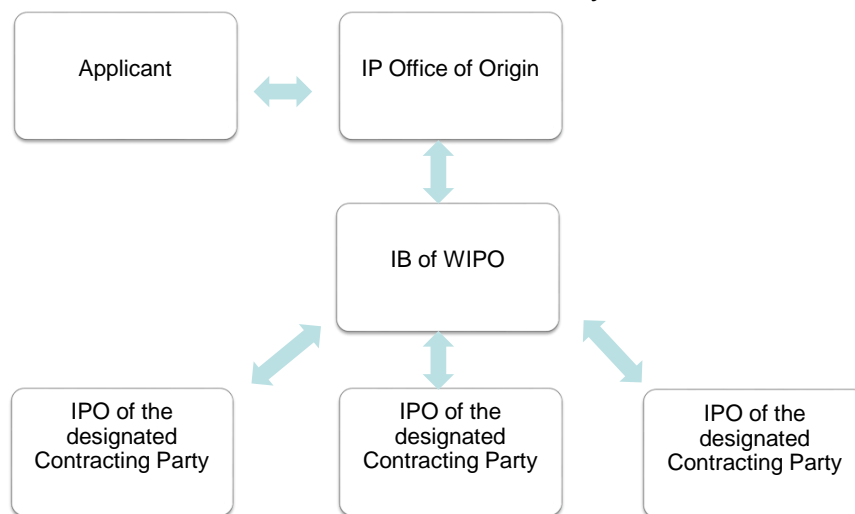 Applicant
IP Office of Origin
IB of WIPO
IPO of the
designated
Contracting Party
IPO of the
designated
Contracting Party
IPO of the
designated
Contracting Party